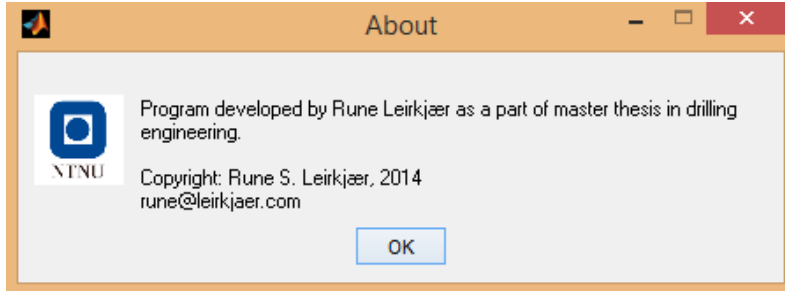 About
Program developed by Rune Leirkjær as a part of master thesis in drilling
engineering.
NTNU
Copyright: Rune S. Leirkjær, 2014
rune@leirkjaer.com
OK